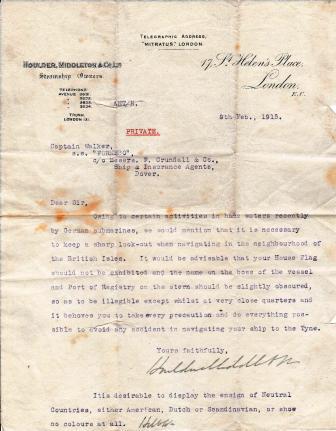 TELEGRAPHIC ADDRESS,
"MITRATUS" LONDON.
HOULDER, MIDDLETON & Co. LTD
Steamship Owners
17, St Helen's Place,
London,
E.C.
TELEPHONE
AVENUE
TRUNK
LONDON
9th Feb., 1915.
PRIVATE.
Captain Walker,
s.s.
c/o Messrs. F. Crundall & Co.,
Ship & Insurance Agents,
Dover.
Dear Sir,
Owing to certain activities in home waters recently
by German submarines, we would mention that it is necessary
to keep a sharp look-out when navigating in the neighbourhood of
the British Isles. It would be advisable that your House Flag
should not be exhibited and the name on the bows of the vessel
and Port of Registry on the stern should be slightly obscured,
so as to be illegible except whilst at very close quarters and
it behoves you to take every precaution and do everything pos-
sible to avoid any accident in navigating your ship to the Tyne.
Yours faithfully,
It is desirable to display the ensign of Neutral
Countries, either American, Dutch or Scandinavian, or show
no colours at all.